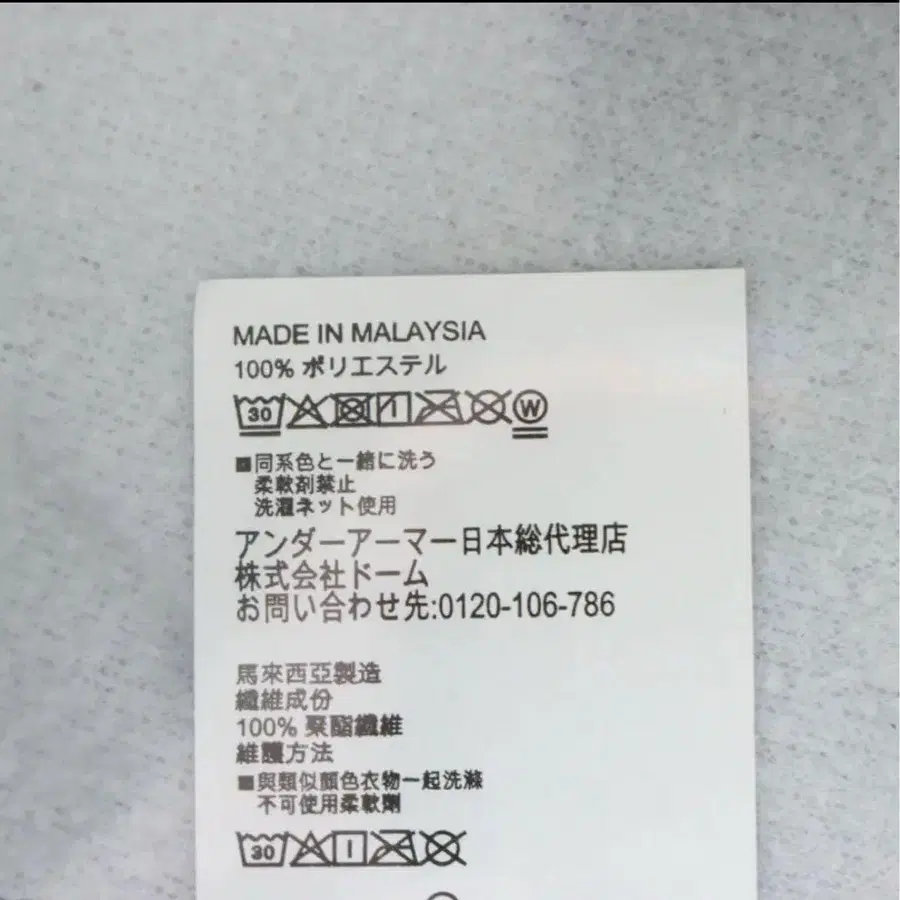 MADE IN MALAYSIA
100% ポリエステル
30 W
■同系色と一緒に洗う
柔軟剤禁止
洗濯ネット使用
アンダーアーマー日本総代理店
株式会社ドーム
お問い合わせ先:0120-106-786
馬來西亞製造
纖維成份
100% 聚酯纖維
維護方法
■與類似顏色衣物一起洗滌
不可使用柔軟劑
30